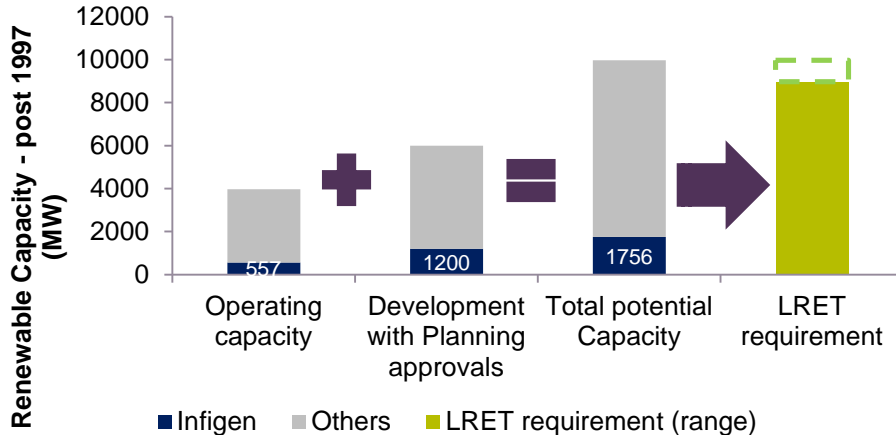 Renewable Capacity - post 1997
(MW)
12000
10000
8000
6000
4000
2000
0
557
1200
1756
Operating
capacity
Development
with Planning
approvals
Total potential
Capacity
LRET
requirement
Infigen
Others
LRET requirement (range)